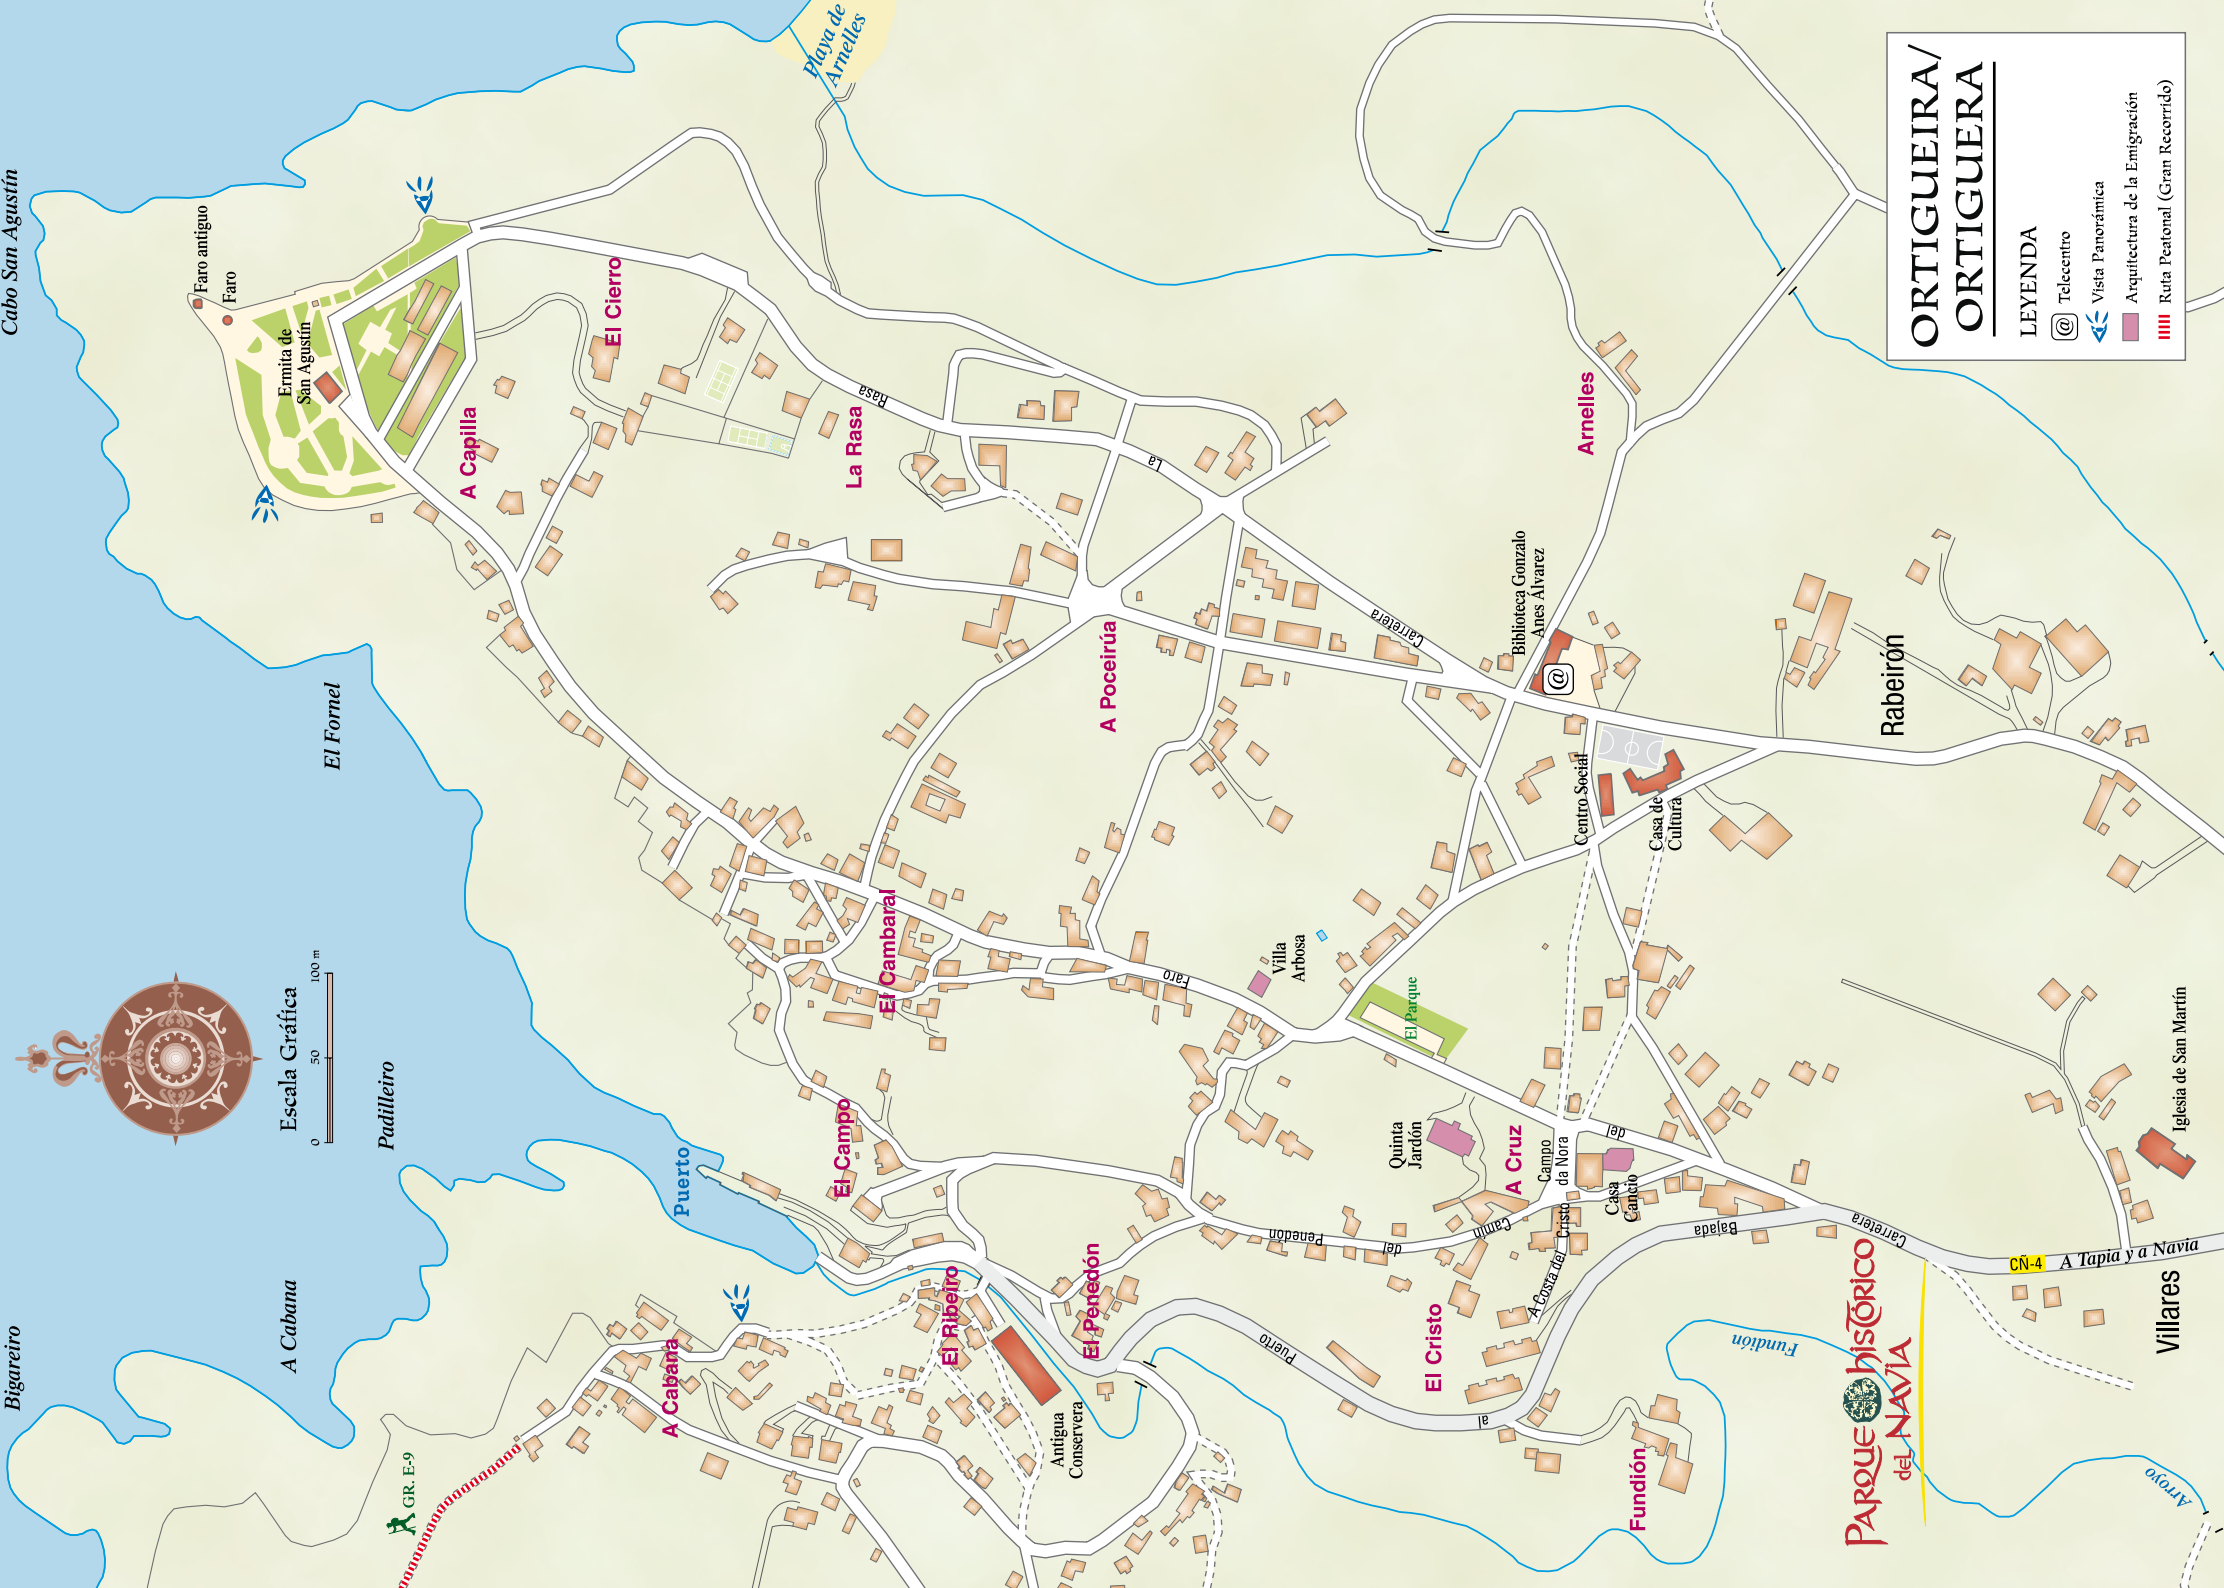 ORTIGUEIRA/
ORTIGUERA
LEYENDA
@ Telecentro
Vista Panorámica
Arquitectura de la Emigración
Ruta Peatonal (Gran Recorrido)
Cabo San Agustín
Faro antiguo
Faro
Ermita de
San Agustín
Playa de
Arnelles
El Cierro
A Capilla
La Rasa
Rasa
La
Carretera
El Fornel
A Poceirúa
Arnelles
Biblioteca Gonzalo
Anes Álvarez
@
Rabeirón
Centro Social
Casa de
Cultura
El Cambaral
Faro
Villa
Arbosa
El Parque
Escala Gráfica
0
50
100 m
Padilleiro
Puerto
El Campo
Quinta
Jardón
A CRUZ
Campo
da Nora
Casa
Cancio
del
Iglesia de San Martín
Bigareiro
A Cabana
A Cabana
El Ribeiro
El Penedón
Penedón
del
Camín
Cristo
A Costa del
Bajada
Carretera
CÑ-4
A Tapia y a Navia
Villares
El Cristo
Puerto
al
Fundión
Fundión
Antigua
Conservera
GR. E-9
PARQUE hISTÓRICO
del NAVIA
Arroyo